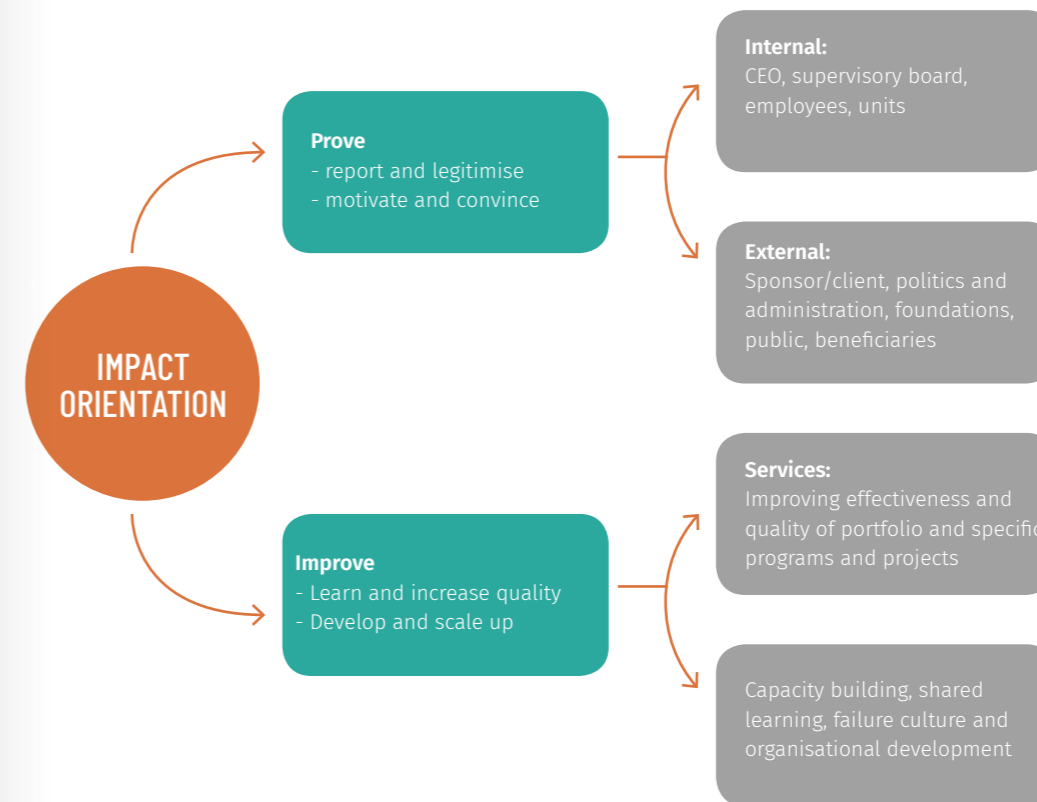 Internal:
CEO, supervisory board,
employees, units
Prove
- report and legitimise
- motivate and convince
External:
Sponsor/client, politics and
administration, foundations,
public, beneficiaries
IMPACT
ORIENTATION
Services:
Improving effectiveness and
quality of portfolio and specific
programs and projects
Improve
- Learn and increase quality
- Develop and scale up
Capacity building, shared
learning, failure culture and
organisational development